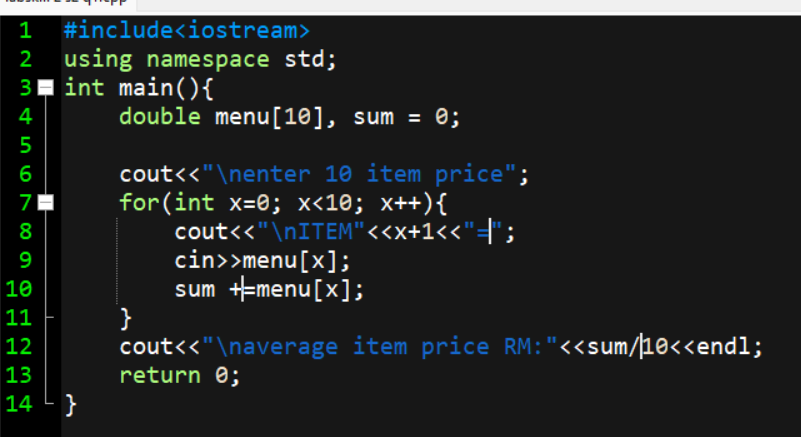 1 #include<iostream>
2 using namespace std;
3 int main(){
4 double menu[10], sum = 0;
5
6 cout<<"\nenter 10 item price";
7 for(int x=0; x<10; x++){
8 cout<<"\nITEM"<<x+1<<"=";
9 cin>>menu[x];
10 sum +=menu[x];
11 }
12 cout<<"\naverage item price RM:"<<sum/10<<endl;
13 return 0;
14 }